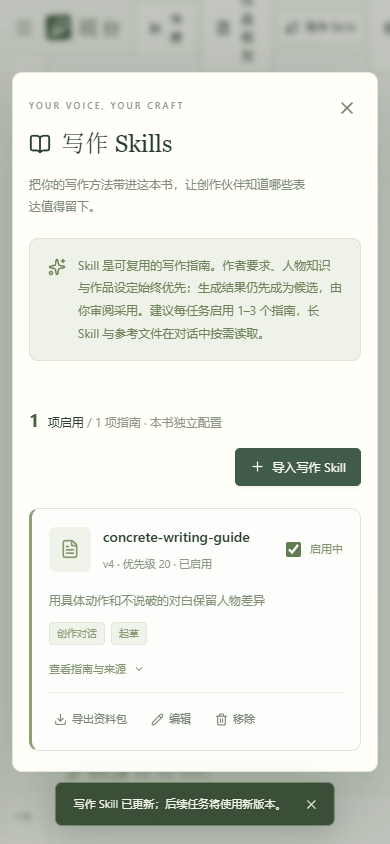 YOUR VOICE, YOUR CRAFT
写作 Skills
把你的写作方法带进这本书，让创作伙伴知道哪些表
达值得留下。
Skill 是可复用的写作指南。作者要求、人物知识
与作品设定始终优先；生成结果仍先成为候选，由
你审阅采用。建议每任务启用 1–3 个指南，长
Skill 与参考文件在对话中按需读取。
1 项启用 / 1 项指南 · 本书独立配置
导入写作 Skill
concrete-writing-guide
v4 · 优先级 20 · 已启用
启用中
用具体动作和不说破的对白保留人物差异
创作对话 起草
查看指南与来源
导出资料包 编辑 移除
写作 Skill 已更新；后续任务将使用新版本。